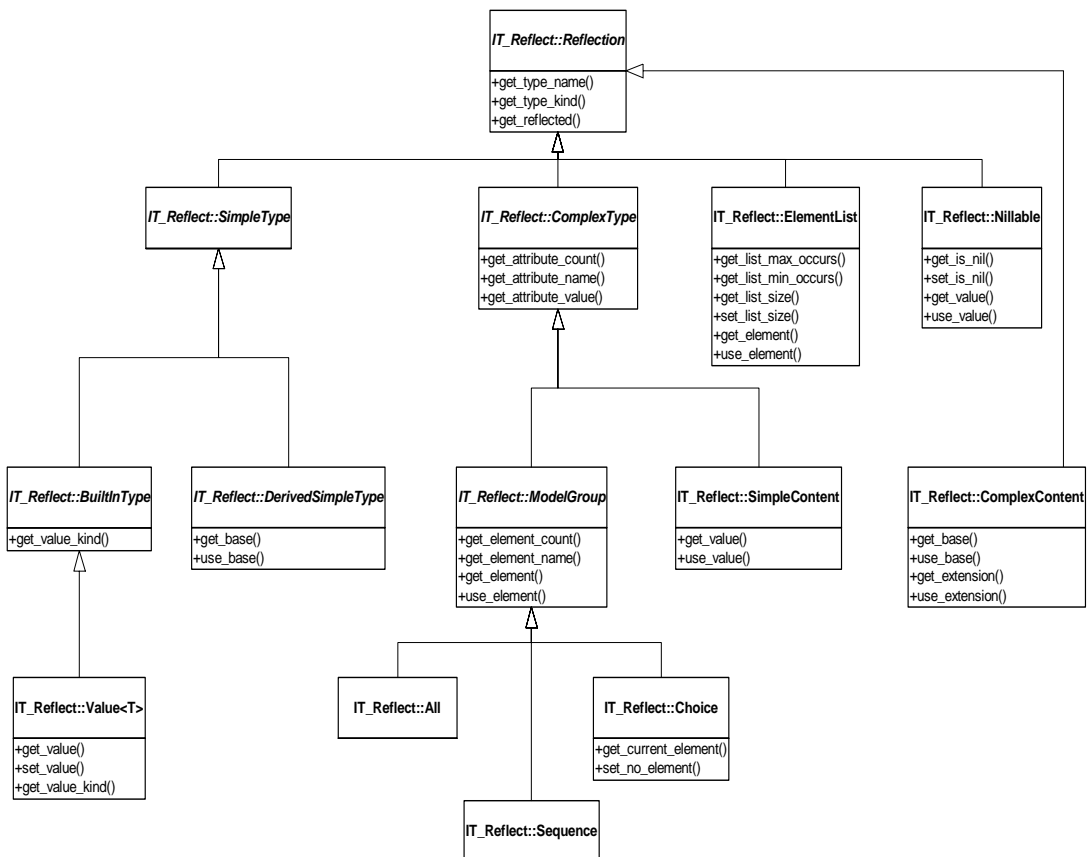 IT_Reflect::Reflection
+get_type_name()
+get_type_kind()
+get_reflected()
IT_Reflect::SimpleType
IT_Reflect::ComplexType
+get_attribute_count()
+get_attribute_name()
+get_attribute_value()
IT_Reflect::ElementList
+get_list_max_occurs()
+get_list_min_occurs()
+get_list_size()
+set_list_size()
+get_element()
+use_element()
IT_Reflect::Nillable
+get_is_nil()
+set_is_nil()
+get_value()
+use_value()
IT_Reflect::BuiltInType
+get_value_kind()
IT_Reflect::DerivedSimpleType
+get_base()
+use_base()
IT_Reflect::ModelGroup
+get_element_count()
+get_element_name()
+get_element()
+use_element()
IT_Reflect::SimpleContent
+get_value()
+use_value()
IT_Reflect::ComplexContent
+get_base()
+use_base()
+get_extension()
+use_extension()
IT_Reflect::Value<T>
+get_value()
+set_value()
+get_value_kind()
IT_Reflect::All
IT_Reflect::Choice
+get_current_element()
+set_no_element()
IT_Reflect::Sequence